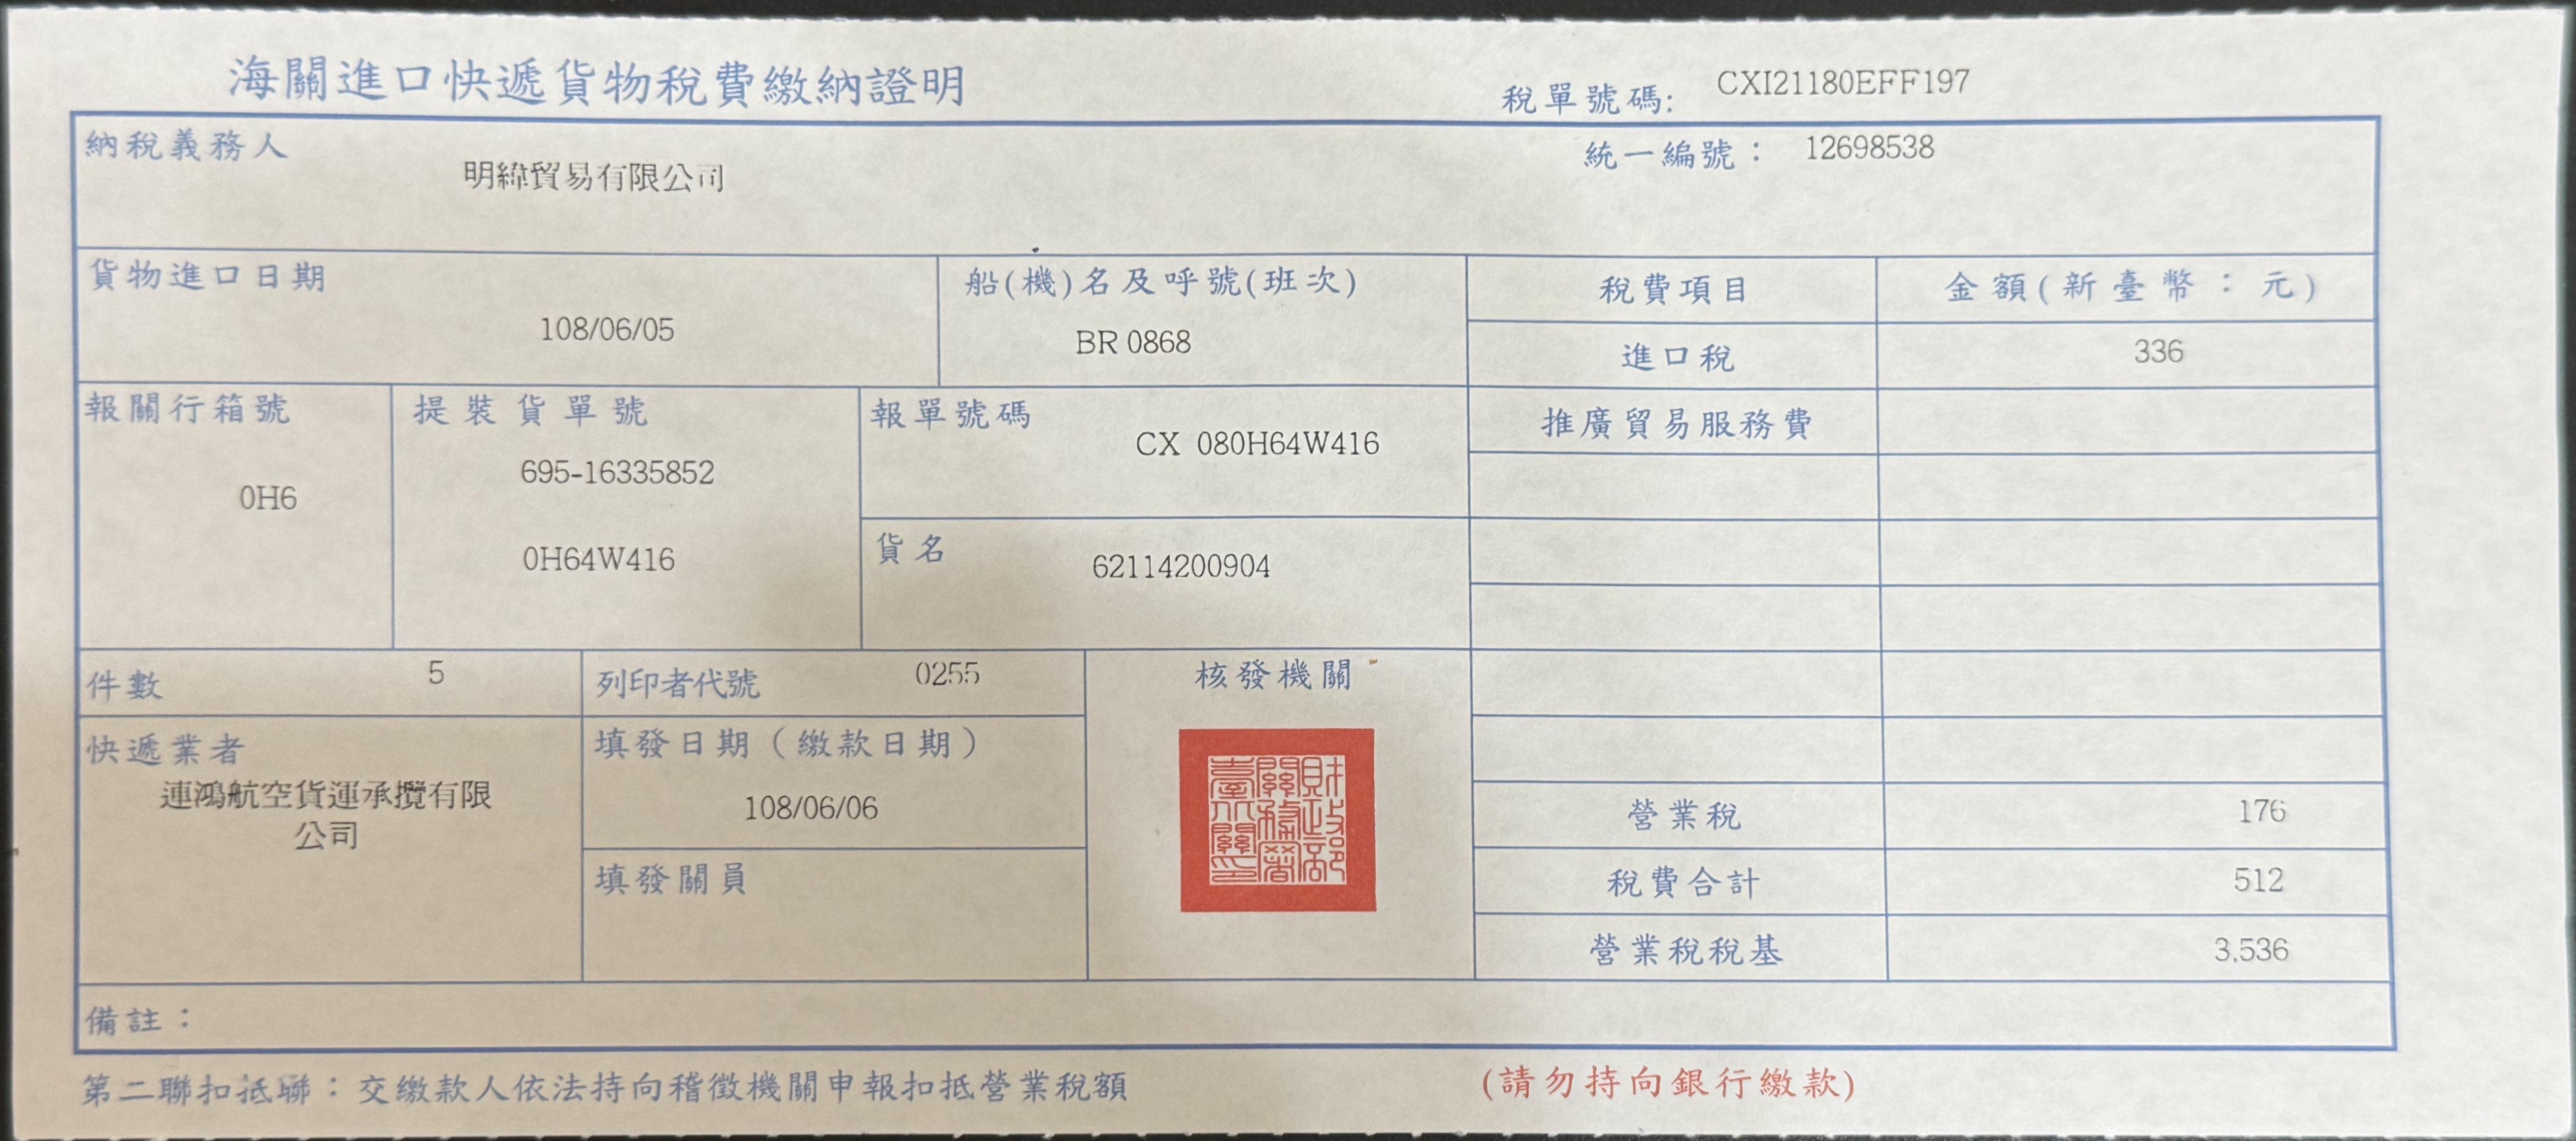 海關進口快遞貨物稅費繳納證明
稅單號碼: CXI21180EFF197
納稅義務人
明緯貿易有限公司
統一編號： 12698538
貨物進口日期
108/06/05
船(機)名及呼號(班次)
BR 0868
稅費項目
金額(新臺幣：元)
進口稅
336
報關行箱號
0H6
提裝貨單號
695-16335852
0H64W416
報單號碼
CX 080H64W416
推廣貿易服務費
貨名
62114200904
件數
5
列印者代號
0255
核發機關
財政部
關務署
臺北關印
快遞業者
連鴻航空貨運承攬有限
公司
填發日期（繳款日期）
108/06/06
填發關員
營業稅
176
稅費合計
512
營業稅稅基
3,536
備註：
第二聯扣抵聯：交繳款人依法持向稽徵機關申報扣抵營業稅額
(請勿持向銀行繳款)